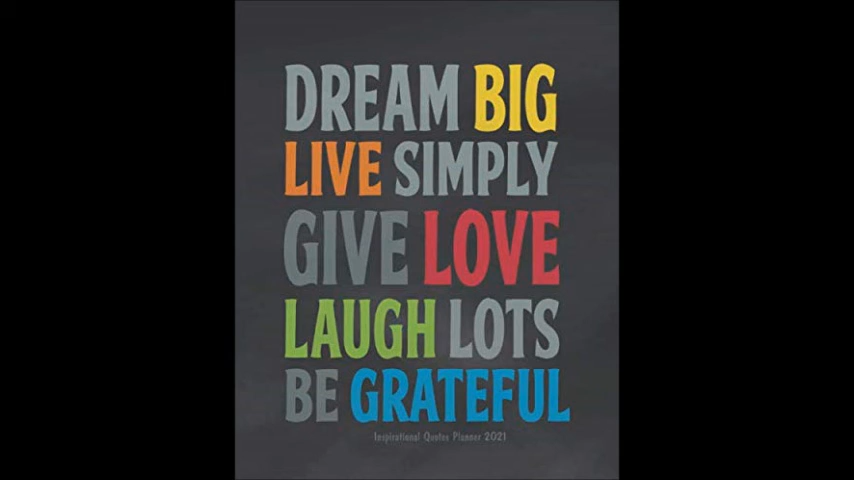 DREAM BIG
LIVE SIMPLY
GIVE LOVE
LAUGH LOTS
BE GRATEFUL
Inspirational Quotes Planner 2021